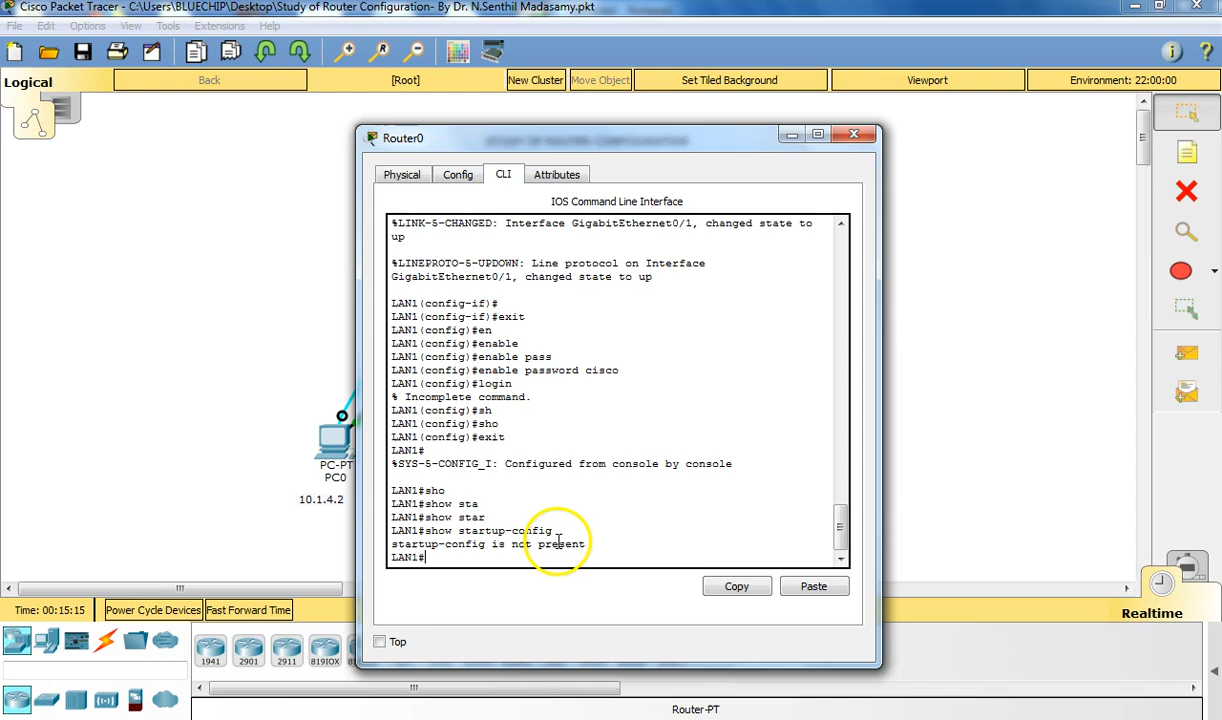 Cisco Packet Tracer - C:\Users\BLUECHIP\Desktop\Study of Router Configuration- By Dr. N.Senthil Madasamy.pkt
File Edit View Tools Extensions Help
Logical Back [Root] New Cluster Move Object Set Tiled Background Viewport Environment: 22:00:00
Router0
Physical Config CLI Attributes
IOS Command Line Interface
%LINK-5-CHANGED: Interface GigabitEthernet0/1, changed state to
up
%LINEPROTO-5-UPDOWN: Line protocol on Interface
GigabitEthernet0/1, changed state to up
LAN1(config-if)#
LAN1(config-if)#exit
LAN1(config)#en
LAN1(config)#enable
LAN1(config)#enable pass
LAN1(config)#enable password cisco
LAN1(config)#login
% Incomplete command.
LAN1(config)#sh
LAN1(config)#sho
LAN1(config)#exit
LAN1#
%SYS-5-CONFIG_I: Configured from console by console
LAN1#sho
LAN1#show sta
LAN1#show star
LAN1#show startup-config
startup-config is not present
LAN1#
Copy Paste
Top
PC-PT
PC0
10.1.4.2
Time: 00:15:15 Power Cycle Devices Fast Forward Time Realtime
1941 2901 2911 819IOX
Router-PT